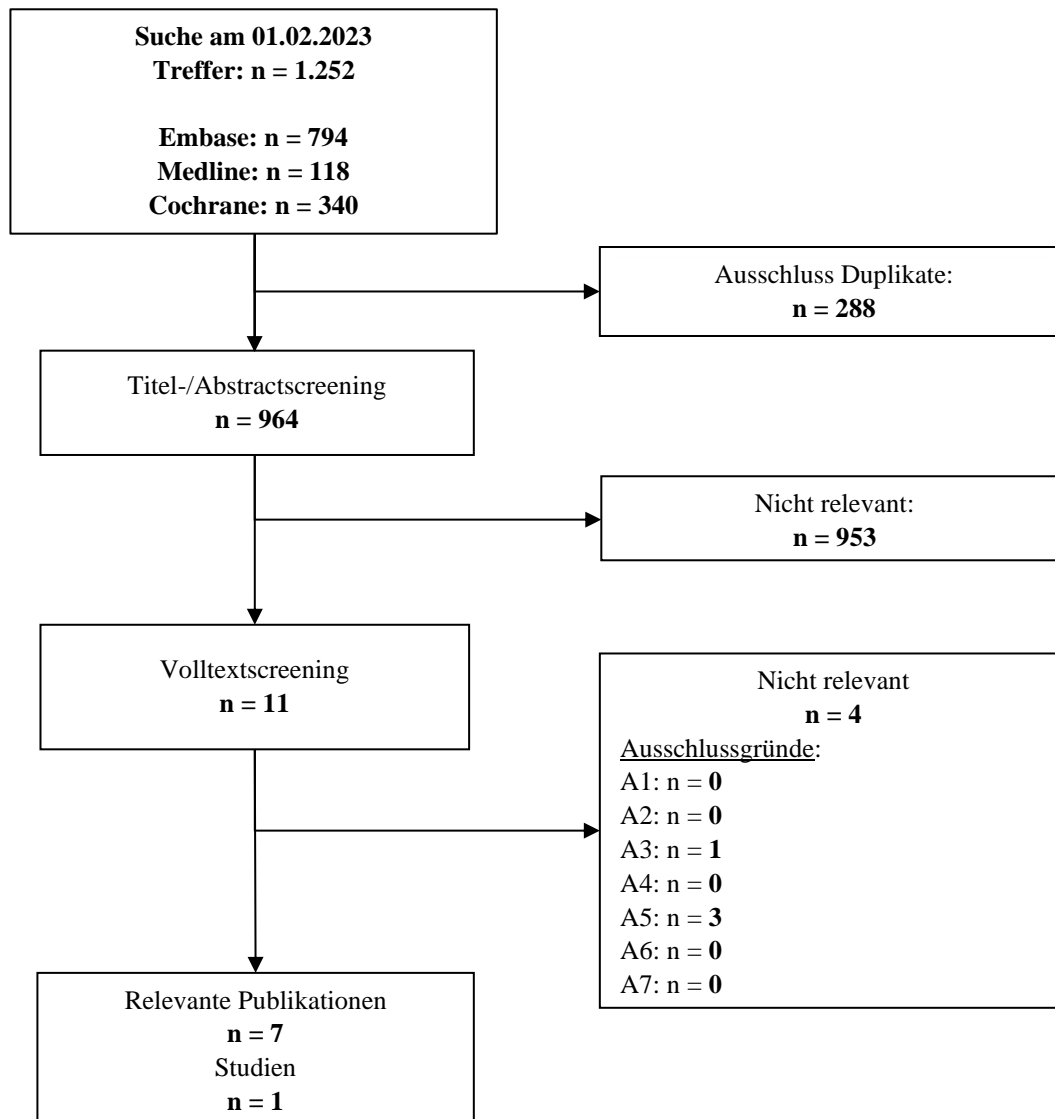 Suche am 01.02.2023
Treffer: n = 1.252
Embase: n = 794
Medline: n = 118
Cochrane: n = 340
Ausschluss Duplikate:
n = 288
Titel-/Abstractscreening
n = 964
Nicht relevant:
n = 953
Volltextscreening
n = 11
Nicht relevant
n = 4
Ausschlussgründe:
A1: n = 0
A2: n = 0
A3: n = 1
A4: n = 0
A5: n = 3
A6: n = 0
A7: n = 0
Relevante Publikationen
n = 7
Studien
n = 1